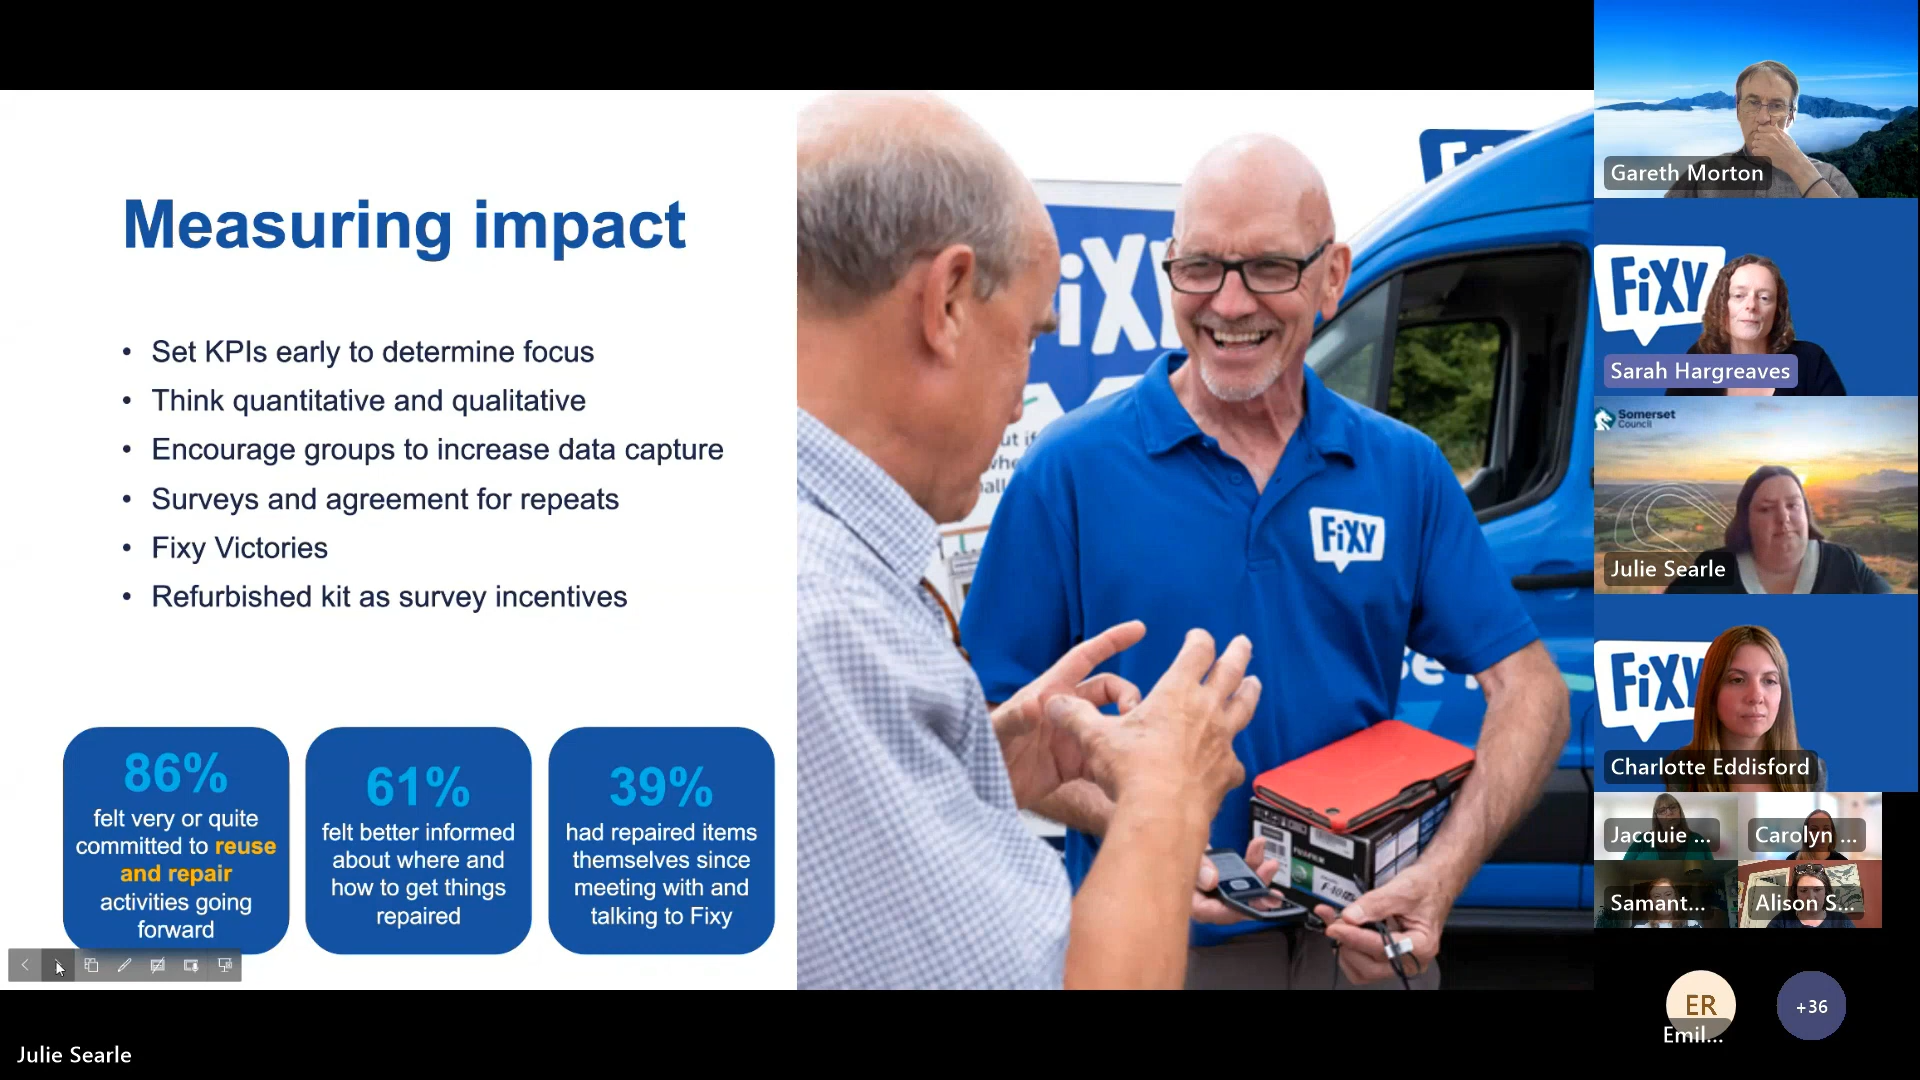 Measuring impact
• Set KPIs early to determine focus
• Think quantitative and qualitative
• Encourage groups to increase data capture
• Surveys and agreement for repeats
• Fixy Victories
• Refurbished kit as survey incentives
86%
felt very or quite
committed to reuse
and repair
activities going
forward
61%
felt better informed
about where and
how to get things
repaired
39%
had repaired items
themselves since
meeting with and
talking to Fixy
FiXY
Gareth Morton
FiXY
Sarah Hargreaves
Somerset
Council
Julie Searle
FiXY
Charlotte Eddisford
Jacquie ...
Carolyn ...
Samant...
Alison S...
ER
Emil...
+36
Julie Searle